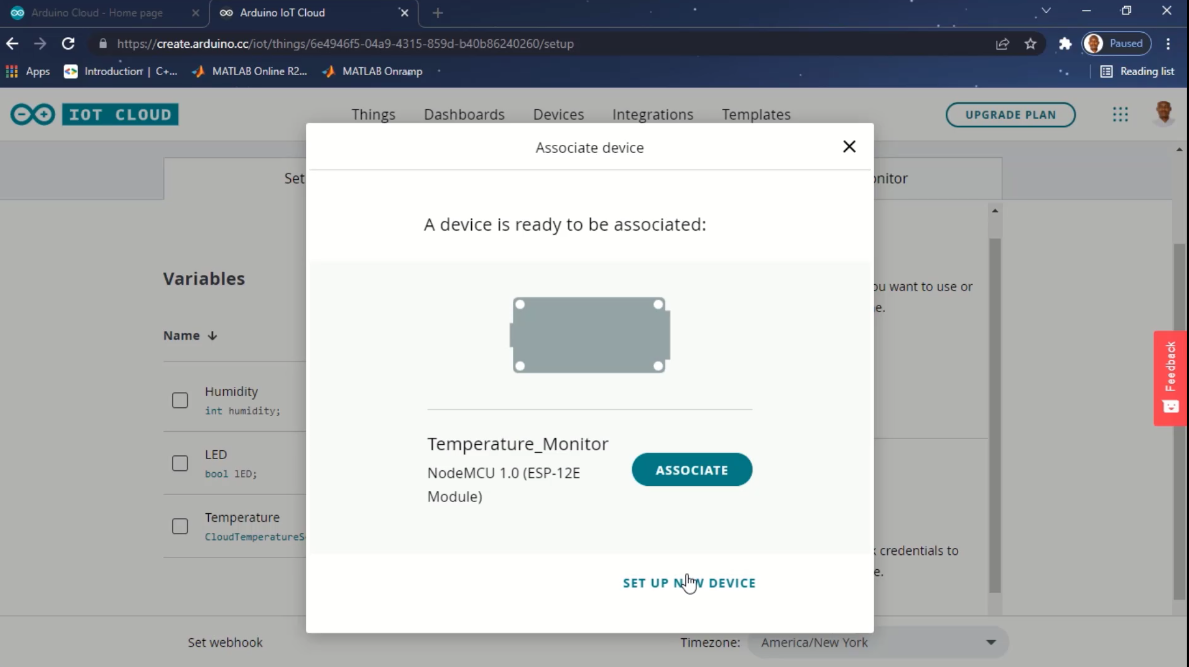 Arduino Cloud - Home page
Arduino IoT Cloud
https://create.arduino.cc/iot/things/6e4946f5-04a9-4315-859d-b40b86240260/setup
Paused
Apps
Introduction | C+...
MATLAB Online R2...
MATLAB Onramp
Reading list
IOT CLOUD
Things
Dashboards
Devices
Integrations
Templates
UPGRADE PLAN
Associate device
Set
onitor
A device is ready to be associated:
Variables
ou want to use or
e.
Name
Feedback
Humidity
int humidity;
Temperature_Monitor
NodeMCU 1.0 (ESP-12E
Module)
ASSOCIATE
LED
bool lED;
Temperature
CloudTemperatureS
credentials to
e.
SET UP NEW DEVICE
Set webhook
Timezone:
America/New York